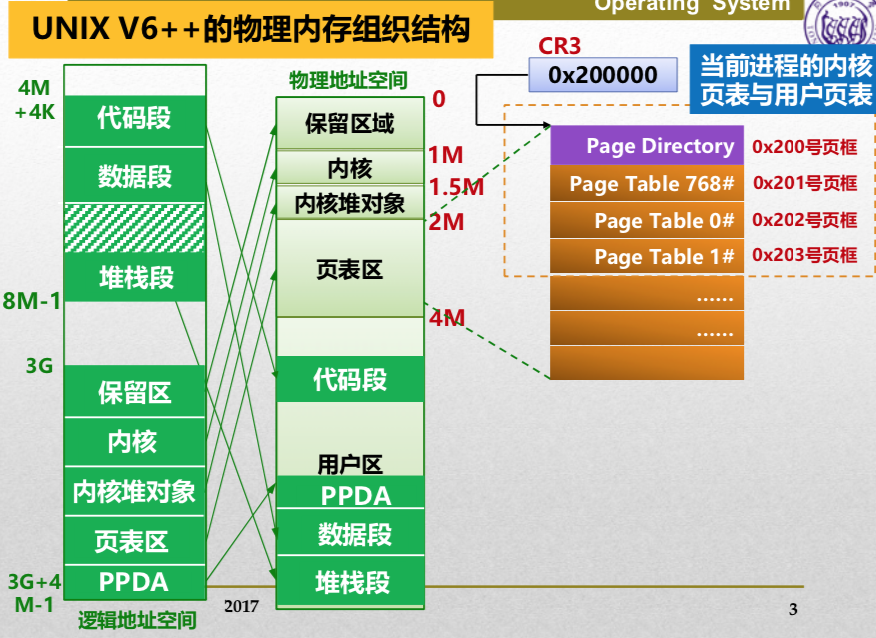 Operating System
1907
UNIX V6++的物理内存组织结构
CR3
0x200000
当前进程的内核
页表与用户页表
4M
+4K
代码段
数据段
堆栈段
8M-1
3G
保留区
内核
内核堆对象
页表区
PPDA
3G+4
M-1
逻辑地址空间
物理地址空间
0
保留区域
1M
内核
1.5M
内核堆对象
2M
页表区
4M
代码段
用户区
PPDA
数据段
堆栈段
Page Directory
0x200号页框
Page Table 768#
0x201号页框
Page Table 0#
0x202号页框
Page Table 1#
0x203号页框
......
......
2017
3